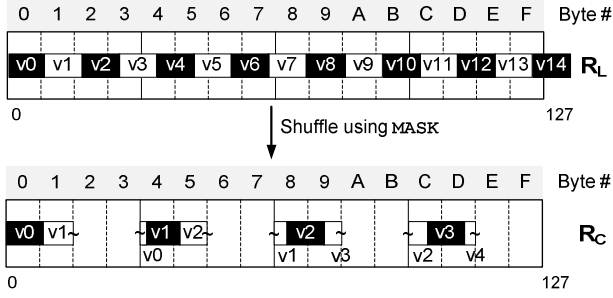 0 1 2 3 4 5 6 7 8 9 A B C D E F Byte #
v0 v1 v2 v3 v4 v5 v6 v7 v8 v9 v10 v11 v12 v13 v14 RL
0 127
Shuffle using MASK
0 1 2 3 4 5 6 7 8 9 A B C D E F Byte #
v0 v1~ ~ v1 v2~ ~ v2 ~ ~ v3 ~ RC
v0 v1 v3 v2 v4
0 127